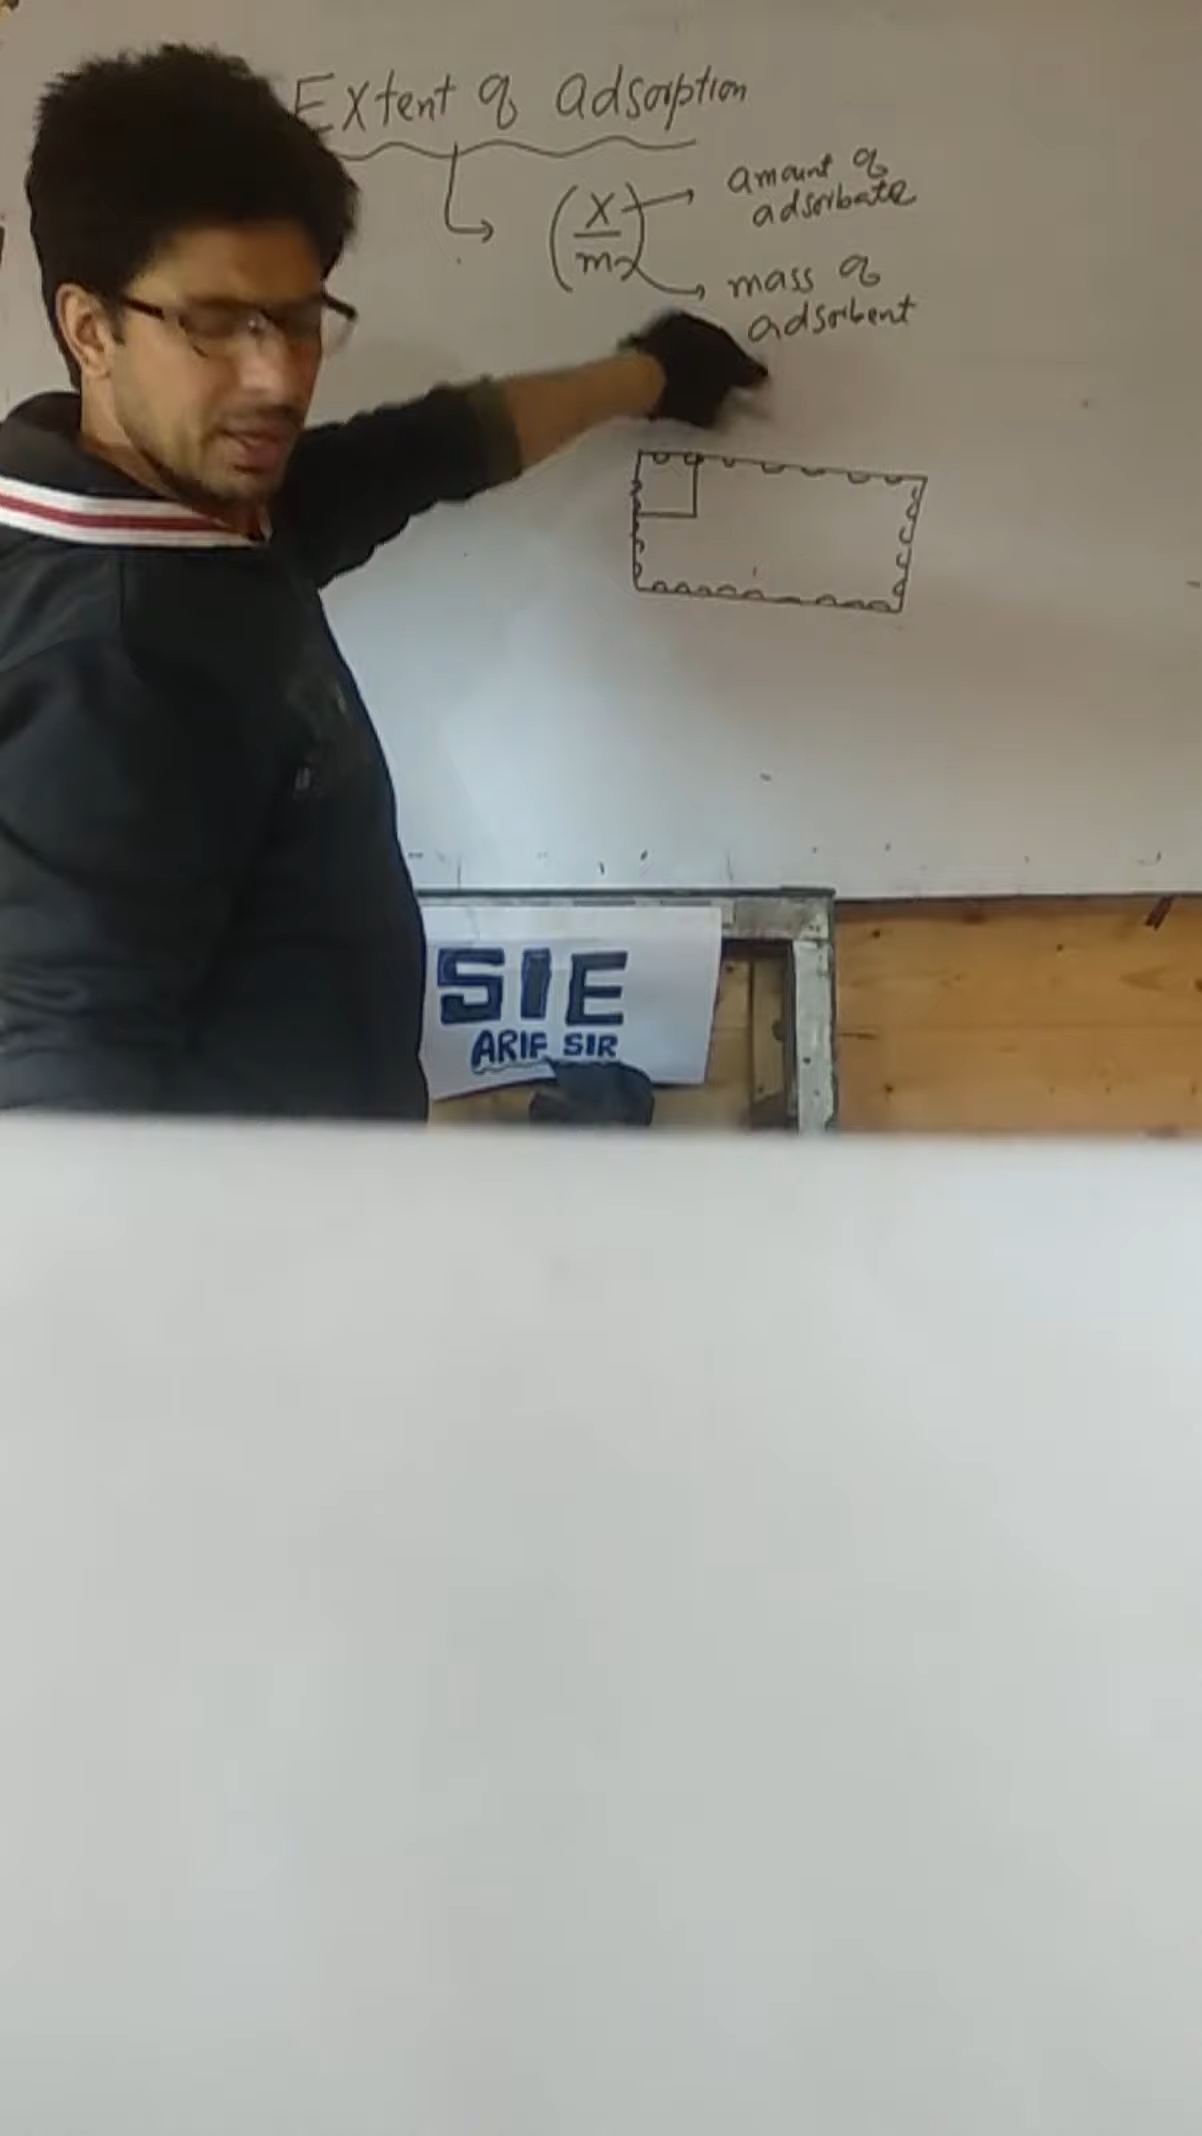 Extent of adsorption
(x/m)
amount of
adsorbate
mass of
adsorbent
SIE
ARIF SIR